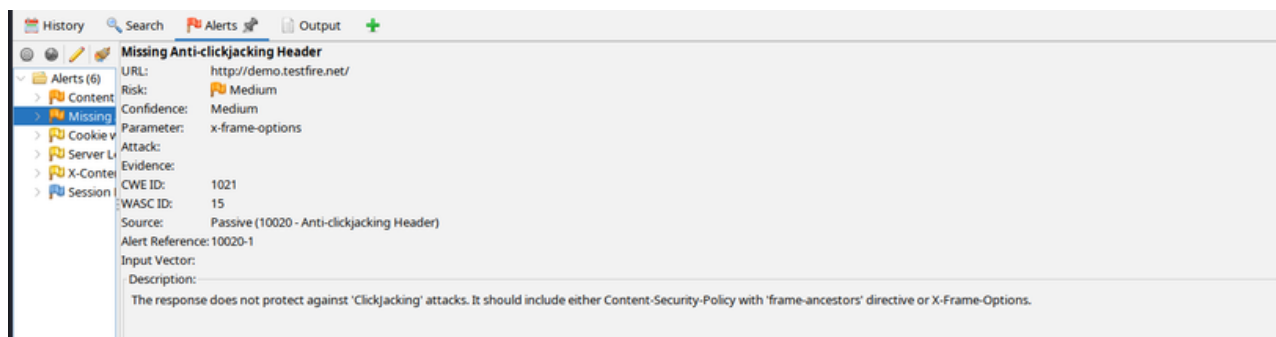 History Search Alerts Output
Missing Anti-clickjacking Header
Alerts (6)
Content
Missing
Cookie w
Server L
X-Conte
Session
URL: http://demo.testfire.net/
Risk: Medium
Confidence: Medium
Parameter: x-frame-options
Attack:
Evidence:
CWE ID: 1021
WASC ID: 15
Source: Passive (10020 - Anti-clickjacking Header)
Alert Reference: 10020-1
Input Vector:
Description:
The response does not protect against 'ClickJacking' attacks. It should include either Content-Security-Policy with 'frame-ancestors' directive or X-Frame-Options.